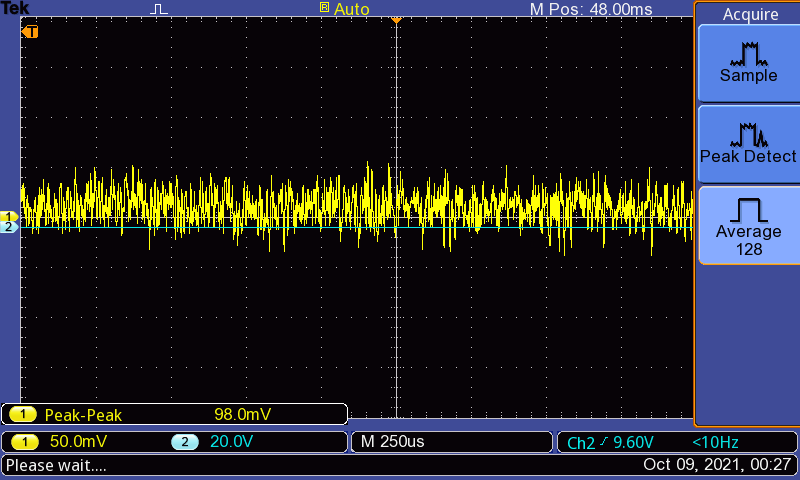 Tek R Auto M Pos: 48.00ms
Acquire
T
Sample
Peak Detect
1
2
Average
128
1 Peak-Peak 98.0mV
1 50.0mV 2 20.0V M 250us Ch2 9.60V <10Hz
Please wait.... Oct 09, 2021, 00:27